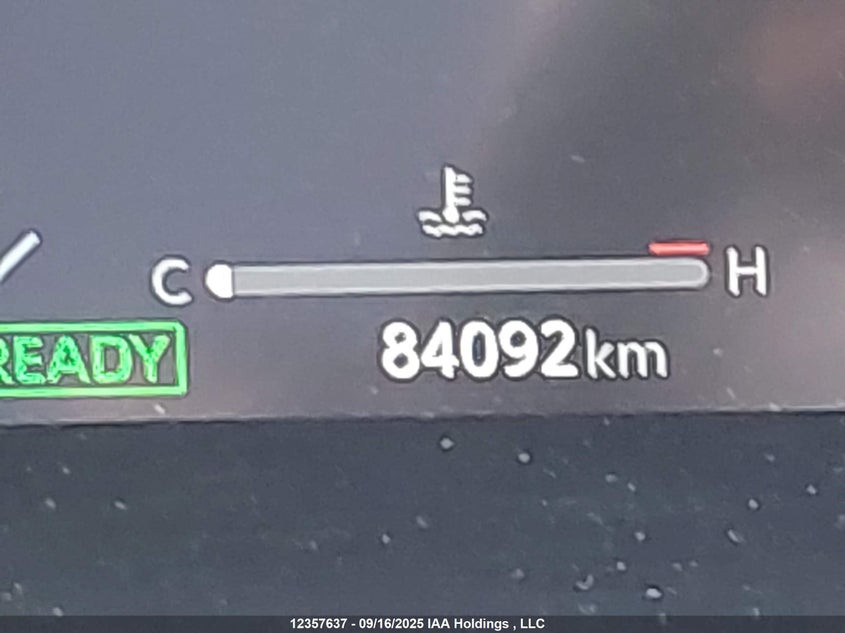 C H
READY 84092km
12357637 - 09/16/2025 IAA Holdings , LLC